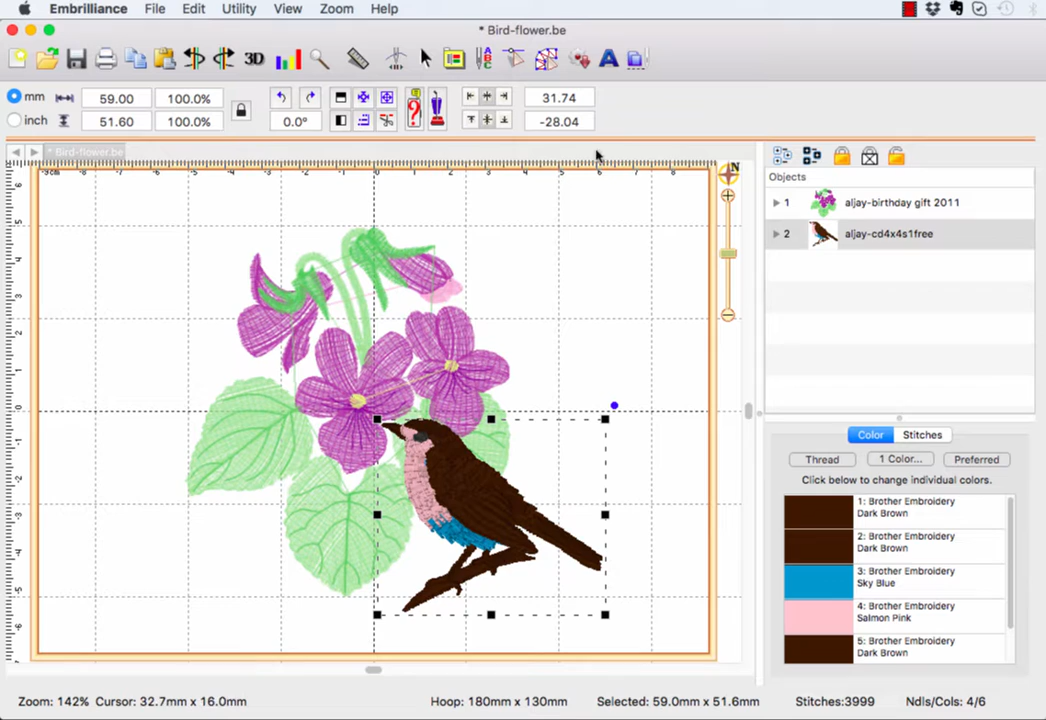 Embrilliance File Edit Utility View Zoom Help
* Bird-flower.be
3D A
mm 59.00 100.0% 31.74
inch 51.60 100.0% 0.0° -28.04
* Bird-flower.be
N
Objects
1 aljay-birthday gift 2011
2 aljay-cd4x4s1free
Color Stitches
Thread 1 Color... Preferred
Click below to change individual colors.
1: Brother Embroidery
Dark Brown
2: Brother Embroidery
Dark Brown
3: Brother Embroidery
Sky Blue
4: Brother Embroidery
Salmon Pink
5: Brother Embroidery
Dark Brown
Zoom: 142% Cursor: 32.7mm x 16.0mm Hoop: 180mm x 130mm Selected: 59.0mm x 51.6mm Stitches:3999 Ndls/Cols: 4/6